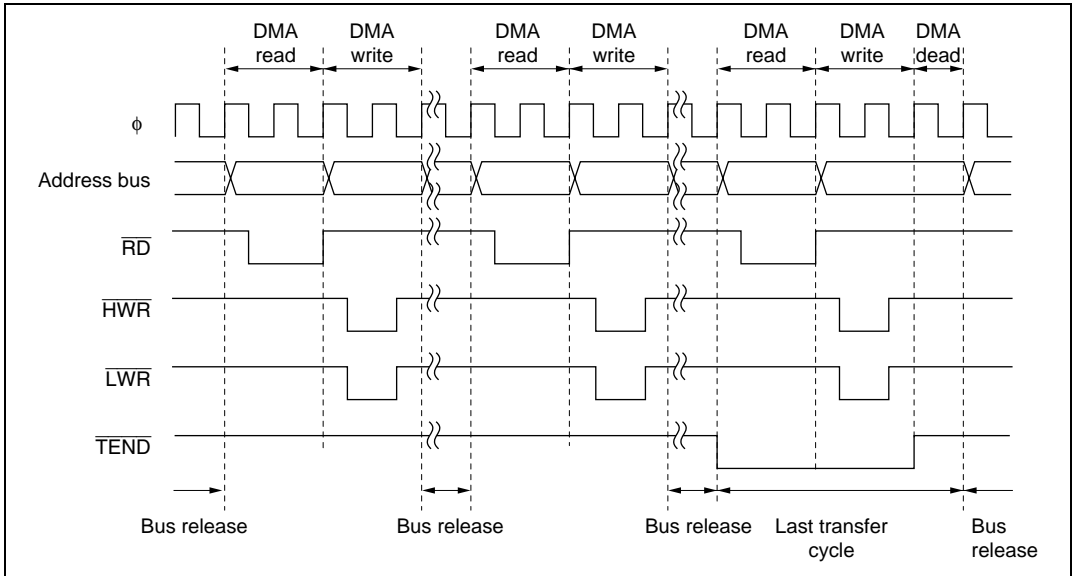 DMA read
DMA write
DMA read
DMA write
DMA read
DMA write
DMA dead
φ
Address bus
RD
HWR
LWR
TEND
Bus release
Bus release
Bus release
Last transfer cycle
Bus release